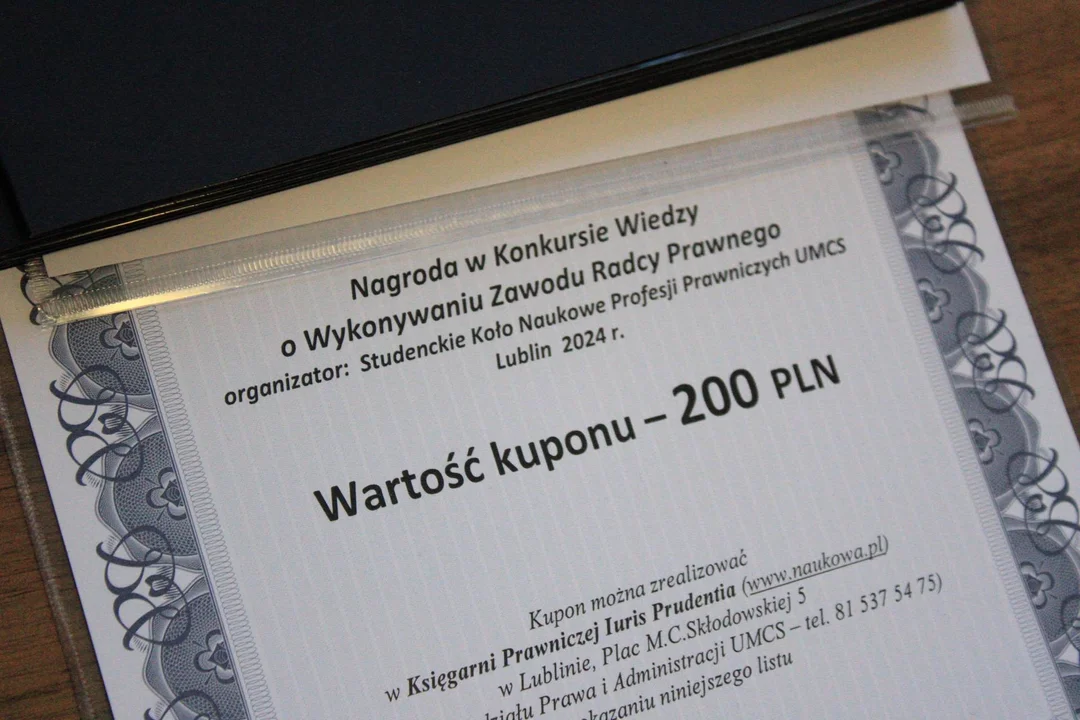 Nagroda w Konkursie Wiedzy
o Wykonywaniu Zawodu Radcy Prawnego
organizator: Studenckie Koło Naukowe Profesji Prawniczych UMCS
Lublin 2024 r.
Wartość kuponu – 200 PLN
Kupon można zrealizować
w Księgarni Prawniczej Iuris Prudentia (www.naukowa.pl)
w Lublinie, Plac M.C.Skłodowskiej 5
Prawa i Administracji UMCS – tel. 81 537 54 75)
niniejszego listu